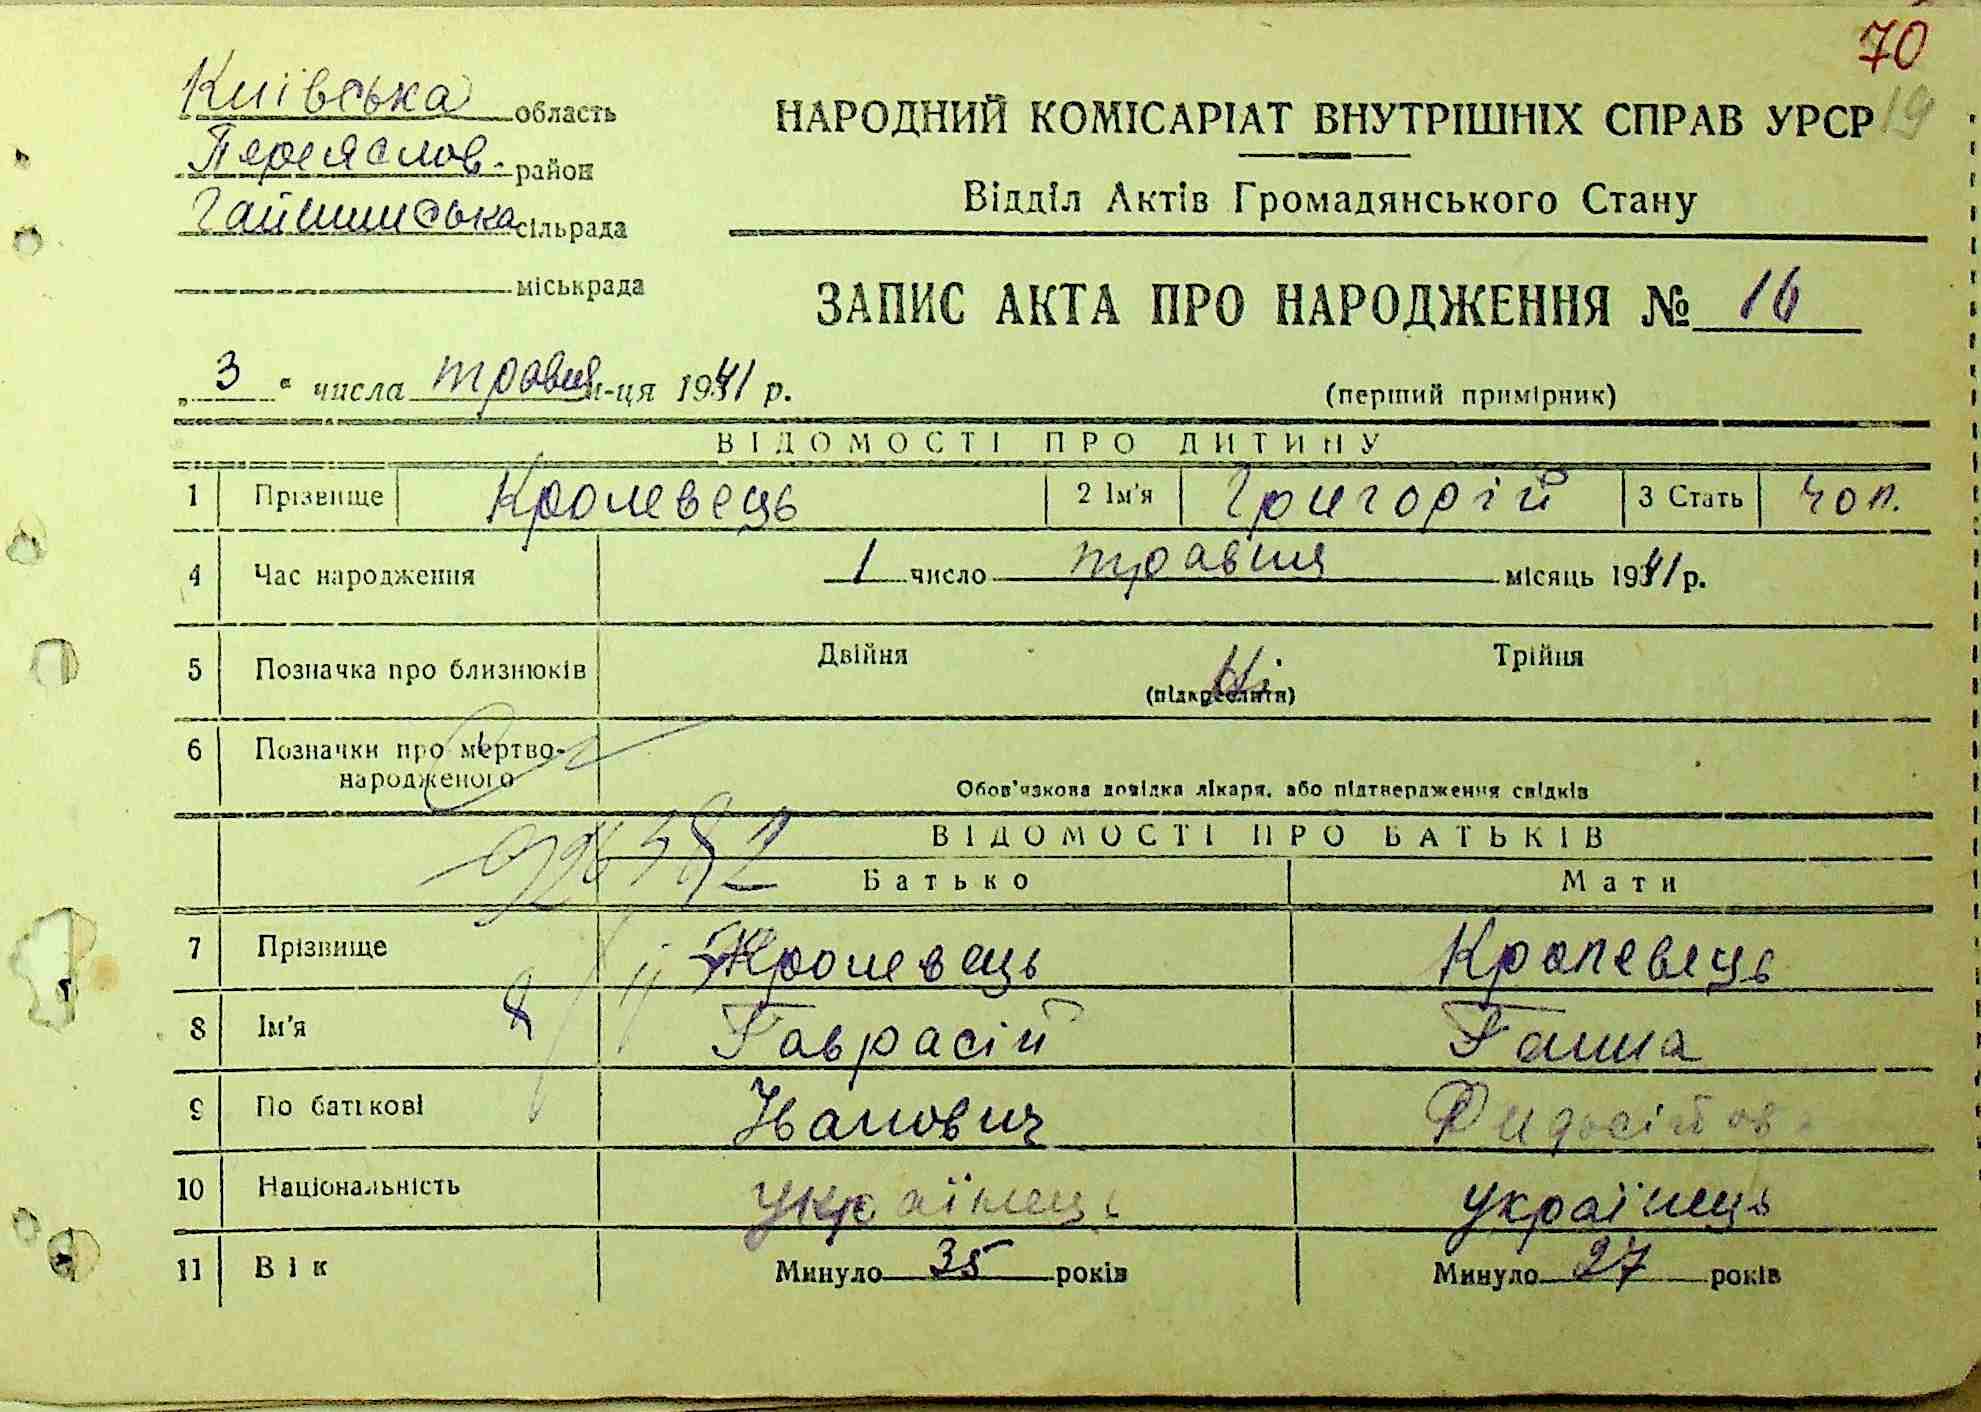 70
19
Київська область
Переяслов. район
Гайшинська сільрада
міськрада
НАРОДНИЙ КОМІСАРІАТ ВНУТРІШНІХ СПРАВ УРСР
Відділ Актів Громадянського Стану
ЗАПИС АКТА ПРО НАРОДЖЕННЯ № 16
„ 3 " числа травня м-ця 1941 р.
(перший примірник)
ВІДОМОСТІ ПРО ДИТИНУ
1 Прізвище Кролевець 2 Ім'я Григорій 3 Стать чол.
4 Час народження 1 число травня місяць 1941 р.
5 Позначка про близнюків Двійня Ні Трійня
(підкреслити)
6 Позначки про мертво-
народженого Обов'язкова довідка лікаря, або підтвердження свідків
ВІДОМОСТІ ПРО БАТЬКІВ
Батько Мати
7 Прізвище Кролевець Кролевець
8 Ім'я Гаврасій Ганна
9 По батькові Іванович
10 Національність українець українець
11 Вік Минуло 35 років Минуло 27 років